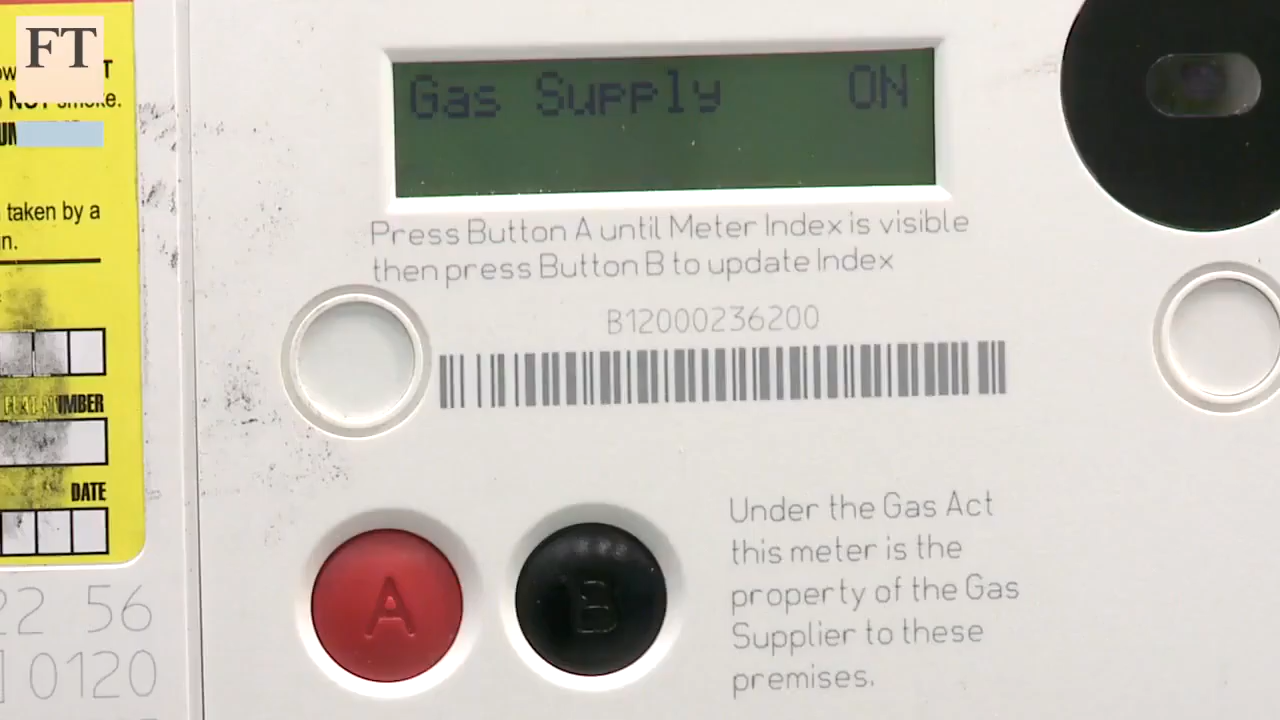 FT
smoke.
taken by a
n.
NUMBER
DATE
22 56
0120
Gas Supply ON
Press Button A until Meter Index is visible
then press Button B to update Index
B12000236200
A
B
Under the Gas Act
this meter is the
property of the Gas
Supplier to these
premises.